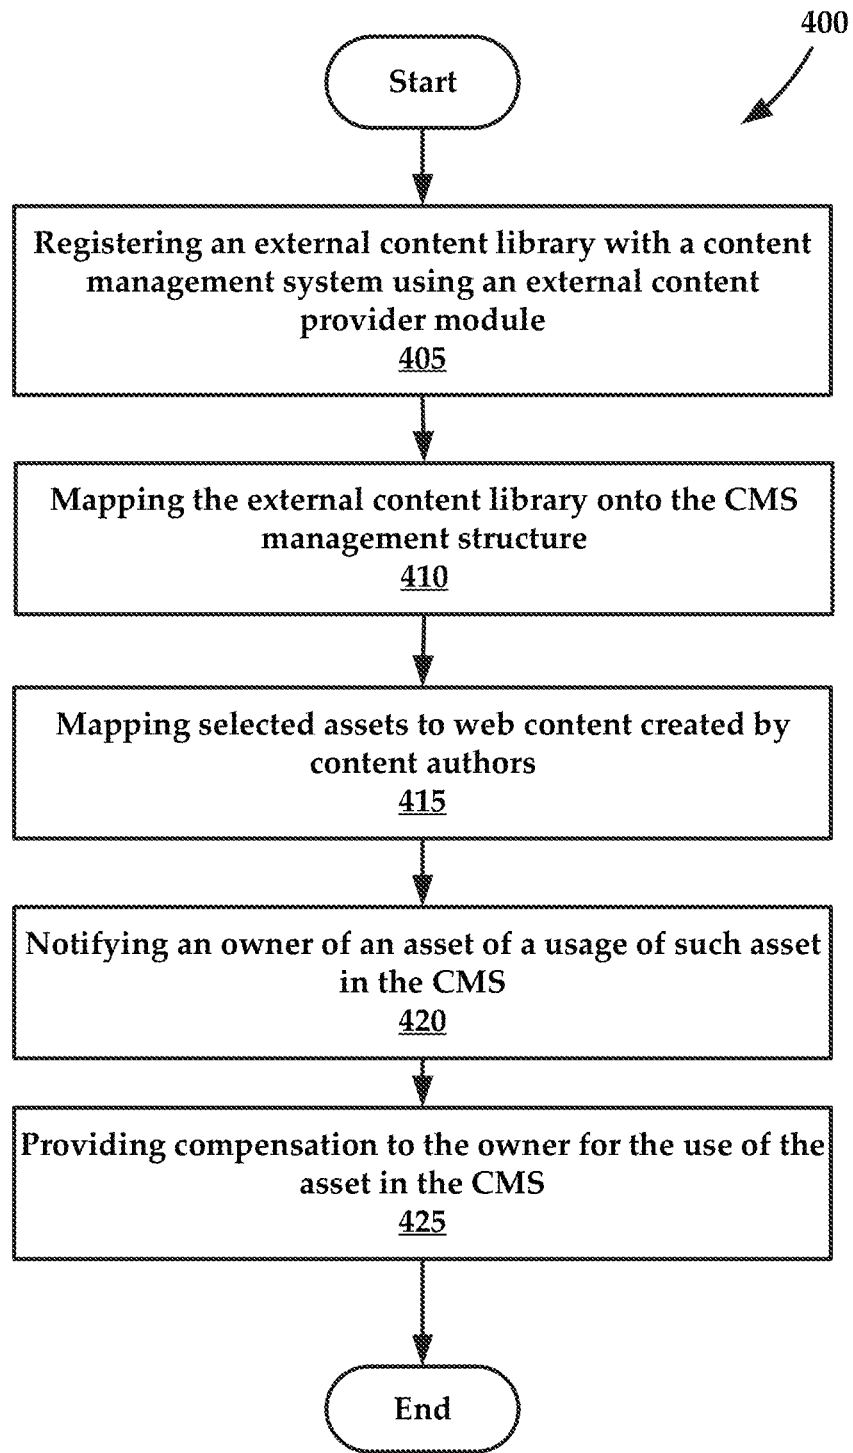 400
Start
Registering an external content library with a content
management system using an external content
provider module
405
Mapping the external content library onto the CMS
management structure
410
Mapping selected assets to web content created by
content authors
415
Notifying an owner of an asset of a usage of such asset
in the CMS
420
Providing compensation to the owner for the use of the
asset in the CMS
425
End